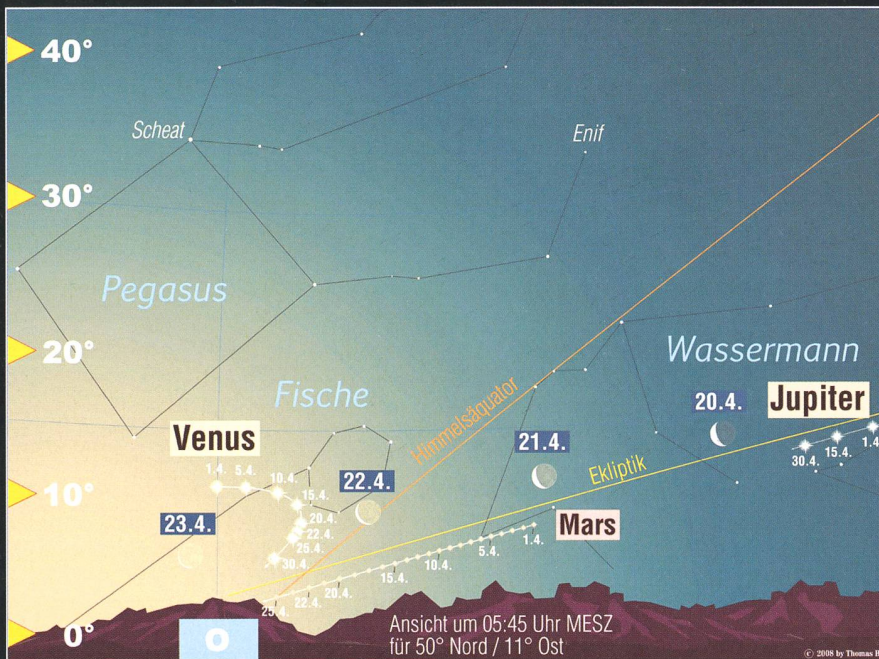 40°
Scheat
Enif
30°
Pegasus
20°
Wassermann
Fische
Himmelsäquator
20.4.
Jupiter
Venus
21.4.
1.4.
15.4.
30.4.
Ekliptik
1.4.
5.4.
10.4.
15.4.
20.4.
22.4.
25.4.
30.4.
22.4.
10°
23.4.
Mars
1.4.
5.4.
10.4.
15.4.
20.4.
22.4.
25.4.
0°
O
Ansicht um 05:45 Uhr MESZ
für 50° Nord / 11° Ost
© 2008 by Thomas